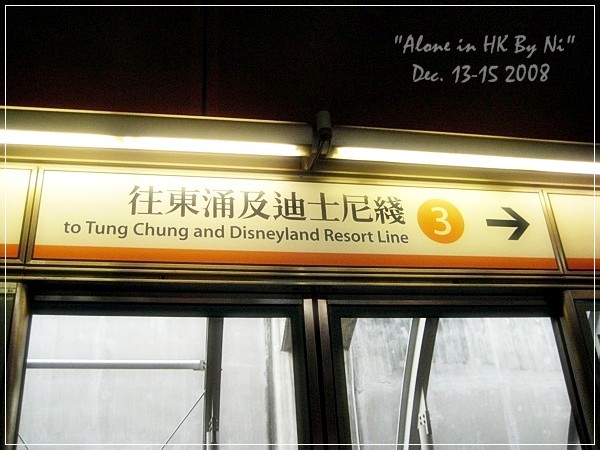 "Alone in HK By Ni"
Dec. 13-15 2008
往東涌及迪士尼綫
to Tung Chung and Disneyland Resort Line
3